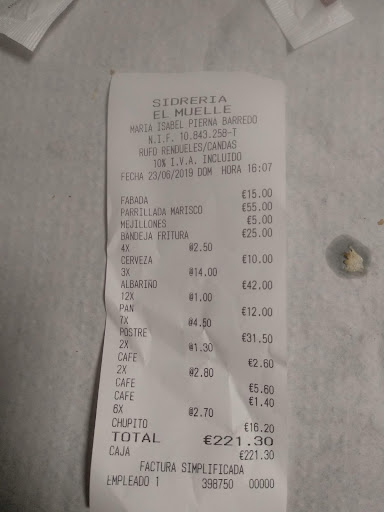 SIDRERIA
EL MUELLE
MARIA ISABEL PIERNA BARREDO
N.I.F. 10.843.258-T
RUFO RENDUELES/CANDAS
10% I.V.A. INCLUIDO
FECHA 23/06/2019 DOM HORA 16:07
FABADA €15.00
PARRILLADA MARISCO €55.00
MEJILLONES €5.00
BANDEJA FRITURA €25.00
4X @2.50
CERVEZA €10.00
3X @14.00
ALBARIÑO €42.00
12X @1.00
PAN €12.00
7X @4.50
POSTRE €31.50
2X @1.30
CAFE €2.60
2X @2.80
CAFE €5.60
CAFE €1.40
6X @2.70
CHUPITO €16.20
TOTAL €221.30
CAJA €221.30
FACTURA SIMPLIFICADA
EMPLEADO 1 398750 00000